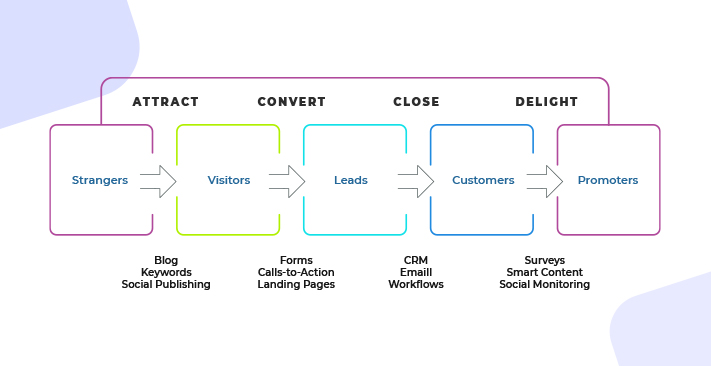 ATTRACT CONVERT CLOSE DELIGHT
Strangers Visitors Leads Customers Promoters
Blog
Keywords
Social Publishing
Forms
Calls-to-Action
Landing Pages
CRM
Emaill
Workflows
Surveys
Smart Content
Social Monitoring